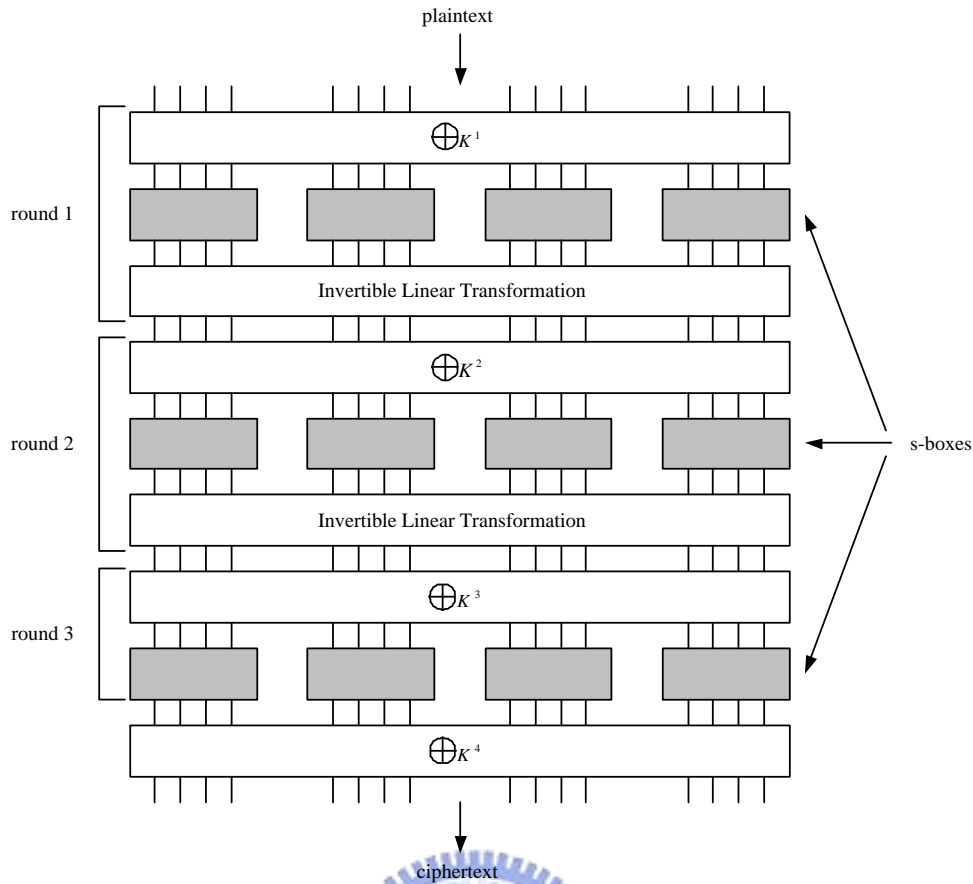 plaintext
⊕K¹
round 1
Invertible Linear Transformation
⊕K²
round 2
s-boxes
Invertible Linear Transformation
⊕K³
round 3
⊕K⁴
ciphertext